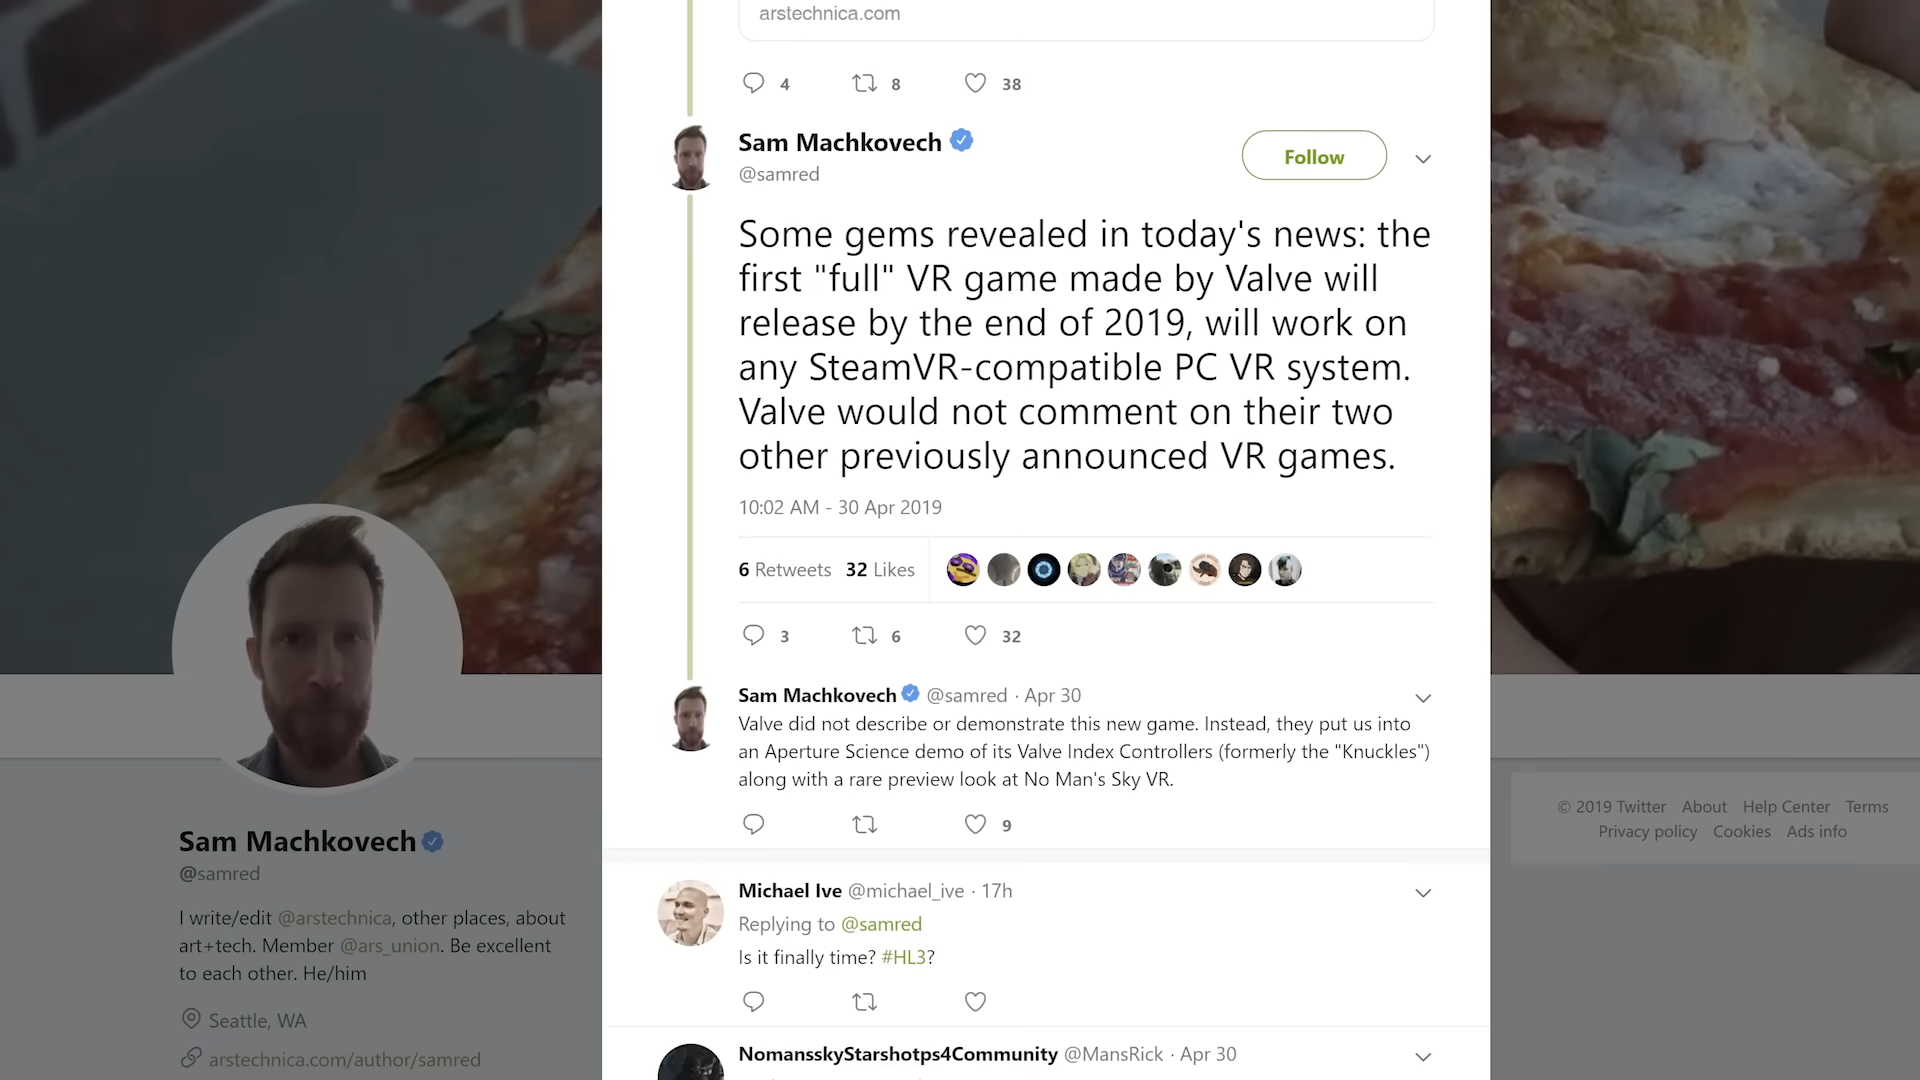 arstechnica.com
4 8 38
Sam Machkovech
@samred
Follow
Some gems revealed in today's news: the
first "full" VR game made by Valve will
release by the end of 2019, will work on
any SteamVR-compatible PC VR system.
Valve would not comment on their two
other previously announced VR games.
10:02 AM - 30 Apr 2019
6 Retweets 32 Likes
3 6 32
Sam Machkovech @samred · Apr 30
Valve did not describe or demonstrate this new game. Instead, they put us into
an Aperture Science demo of its Valve Index Controllers (formerly the "Knuckles")
along with a rare preview look at No Man's Sky VR.
9
Michael Ive @michael_ive · 17h
Replying to @samred
Is it finally time? #HL3?
NomansskyStarshotps4Community @MansRick · Apr 30
Sam Machkovech
@samred
I write/edit @arstechnica, other places, about
art+tech. Member @ars_union. Be excellent
to each other. He/him
Seattle, WA
arstechnica.com/author/samred
© 2019 Twitter About Help Center Terms
Privacy policy Cookies Ads info